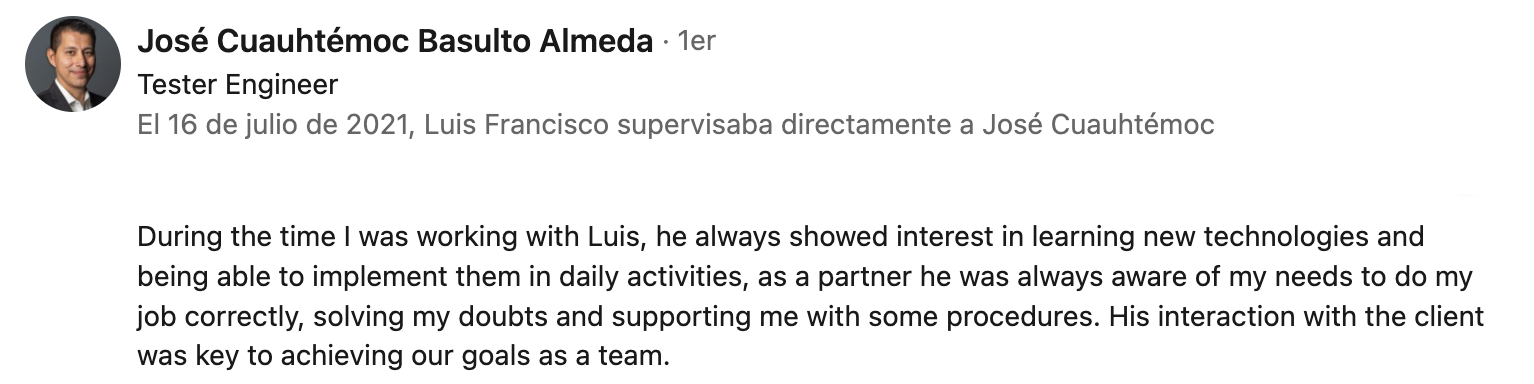 José Cuauhtémoc Basulto Almeda · 1er
Tester Engineer
El 16 de julio de 2021, Luis Francisco supervisaba directamente a José Cuauhtémoc
During the time I was working with Luis, he always showed interest in learning new technologies and
being able to implement them in daily activities, as a partner he was always aware of my needs to do my
job correctly, solving my doubts and supporting me with some procedures. His interaction with the client
was key to achieving our goals as a team.